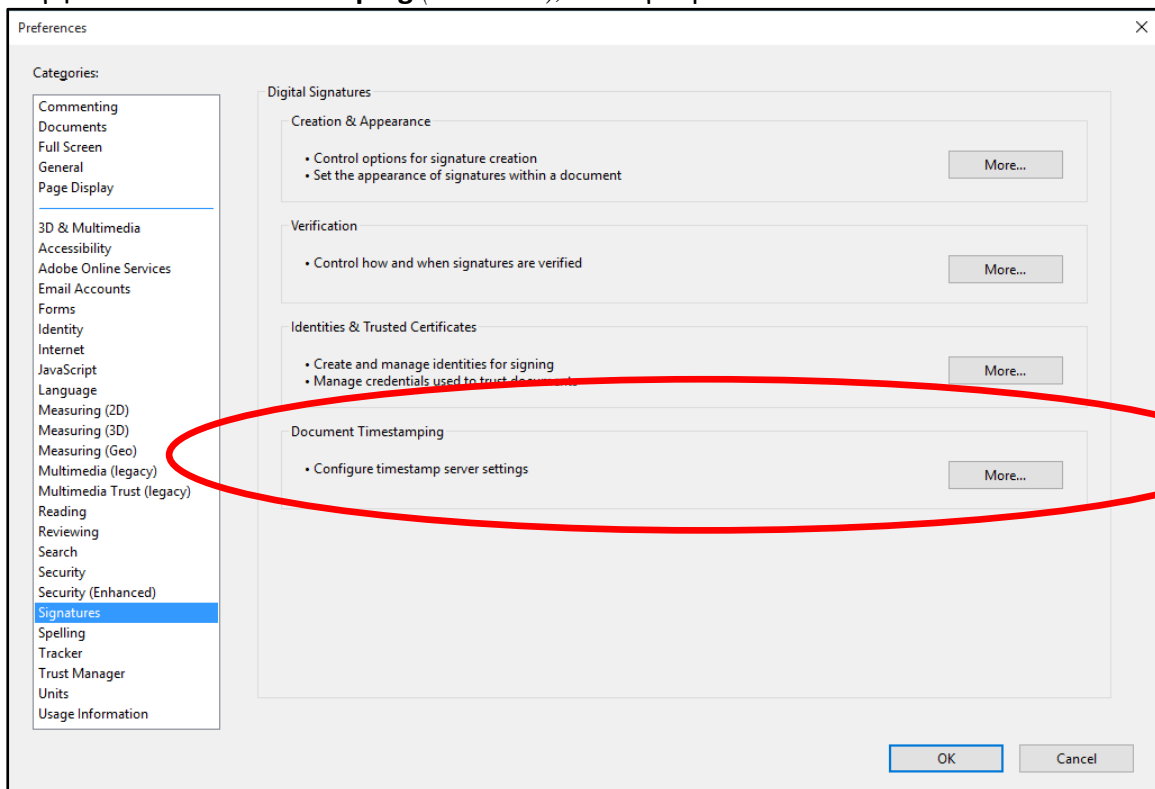 Preferences
Categories:
Commenting
Documents
Full Screen
General
Page Display
3D & Multimedia
Accessibility
Adobe Online Services
Email Accounts
Forms
Identity
Internet
JavaScript
Language
Measuring (2D)
Measuring (3D)
Measuring (Geo)
Multimedia (legacy)
Multimedia Trust (legacy)
Reading
Reviewing
Search
Security
Security (Enhanced)
Signatures
Spelling
Tracker
Trust Manager
Units
Usage Information
Digital Signatures
Creation & Appearance
• Control options for signature creation
• Set the appearance of signatures within a document
More...
Verification
• Control how and when signatures are verified
More...
Identities & Trusted Certificates
• Create and manage identities for signing
• Manage credentials used to trust documents
More...
Document Timestamping
• Configure timestamp server settings
More...
OK
Cancel